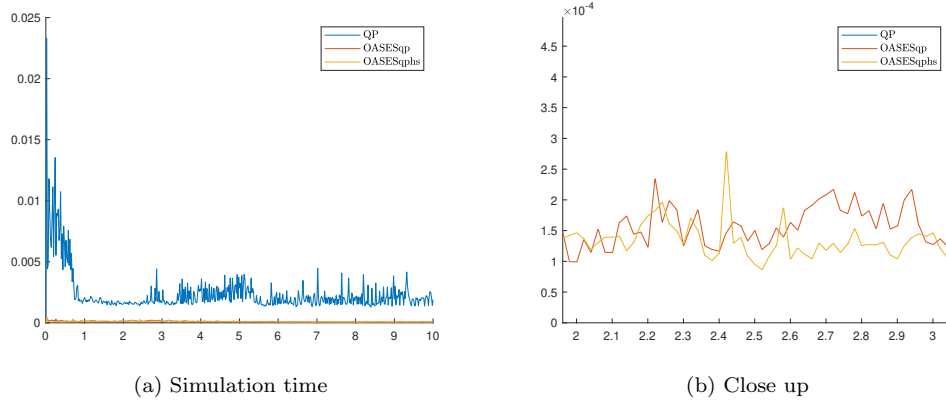 0.025
0.02
0.015
0.01
0.005
0
0 1 2 3 4 5 6 7 8 9 10
QP
OASESqp
OASESqphs
(a) Simulation time
×10⁻⁴
4.5
4
3.5
3
2.5
2
1.5
1
0.5
0
2 2.1 2.2 2.3 2.4 2.5 2.6 2.7 2.8 2.9 3
QP
OASESqp
OASESqphs
(b) Close up